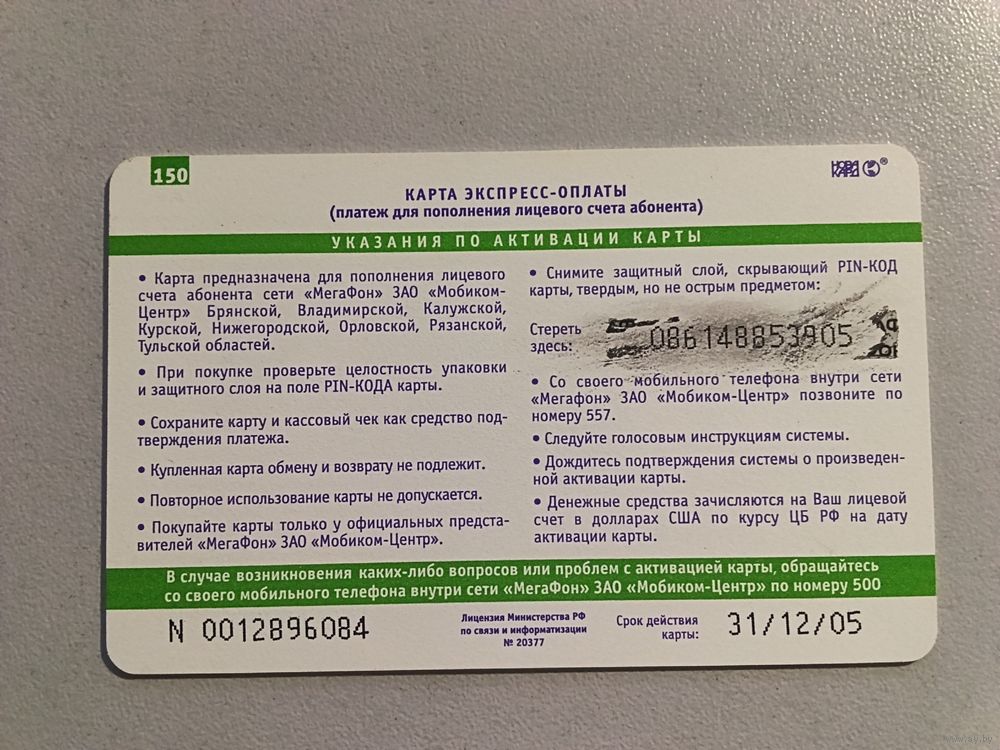 150
НОВА КАРД ®
КАРТА ЭКСПРЕСС-ОПЛАТЫ
(платеж для пополнения лицевого счета абонента)
УКАЗАНИЯ ПО АКТИВАЦИИ КАРТЫ
• Карта предназначена для пополнения лицевого
счета абонента сети «МегаФон» ЗАО «Мобиком-
Центр» Брянской, Владимирской, Калужской,
Курской, Нижегородской, Орловской, Рязанской,
Тульской областей.
• При покупке проверьте целостность упаковки
и защитного слоя на поле PIN-КОДА карты.
• Сохраните карту и кассовый чек как средство под-
тверждения платежа.
• Купленная карта обмену и возврату не подлежит.
• Повторное использование карты не допускается.
• Покупайте карты только у официальных предста-
вителей «МегаФон» ЗАО «Мобиком-Центр».
• Снимите защитный слой, скрывающий PIN-КОД
карты, твердым, но не острым предметом:
Стереть
здесь:
086148853905
• Со своего мобильного телефона внутри сети
«Мегафон» ЗАО «Мобиком-Центр» позвоните по
номеру 557.
• Следуйте голосовым инструкциям системы.
• Дождитесь подтверждения системы о произведен-
ной активации карты.
• Денежные средства зачисляются на Ваш лицевой
счет в долларах США по курсу ЦБ РФ на дату
активации карты.
В случае возникновения каких-либо вопросов или проблем с активацией карты, обращайтесь
со своего мобильного телефона внутри сети «МегаФон» ЗАО «Мобиком-Центр» по номеру 500
N 0012896084
Лицензия Министерства РФ
по связи и информатизации
№ 20377
Срок действия
карты:
31/12/05